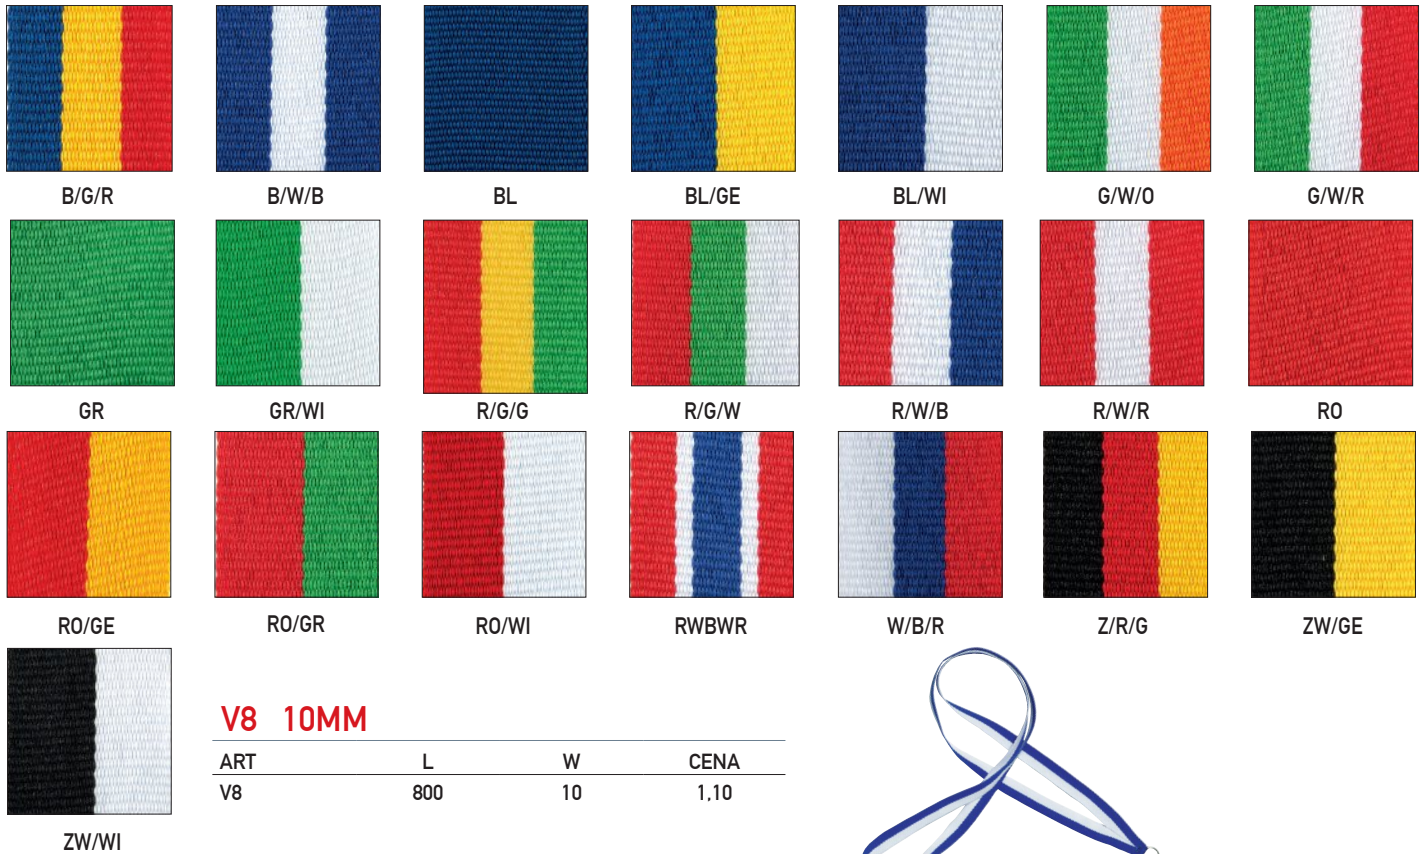 B/G/R B/W/B BL BL/GE BL/WI G/W/O G/W/R
GR GR/WI R/G/G R/G/W R/W/B R/W/R RO
RO/GE RO/GR RO/WI RWBWR W/B/R Z/R/G ZW/GE
ZW/WI
V8 10MM
ART L W CENA
V8 800 10 1,10